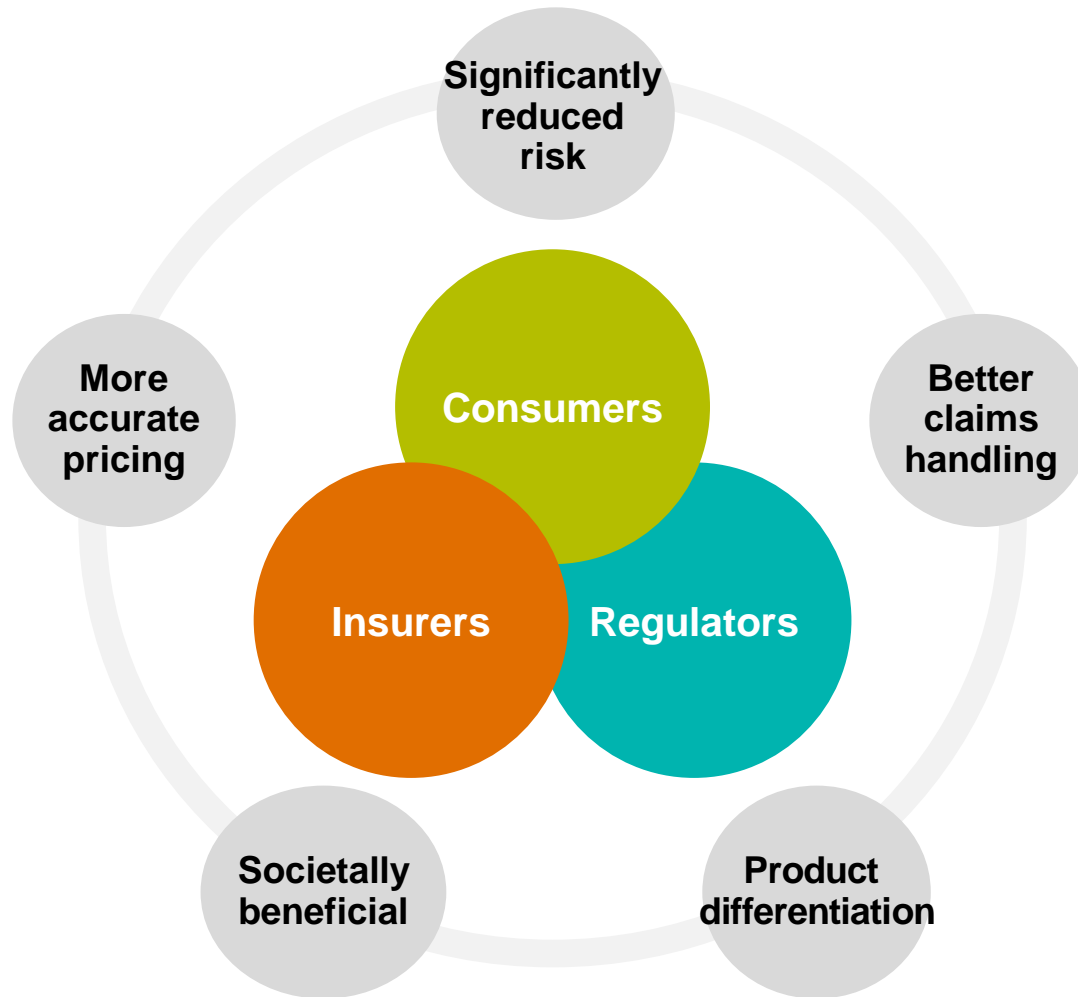 Significantly
reduced
risk
More
accurate
pricing
Better
claims
handling
Consumers
Insurers
Regulators
Societally
beneficial
Product
differentiation